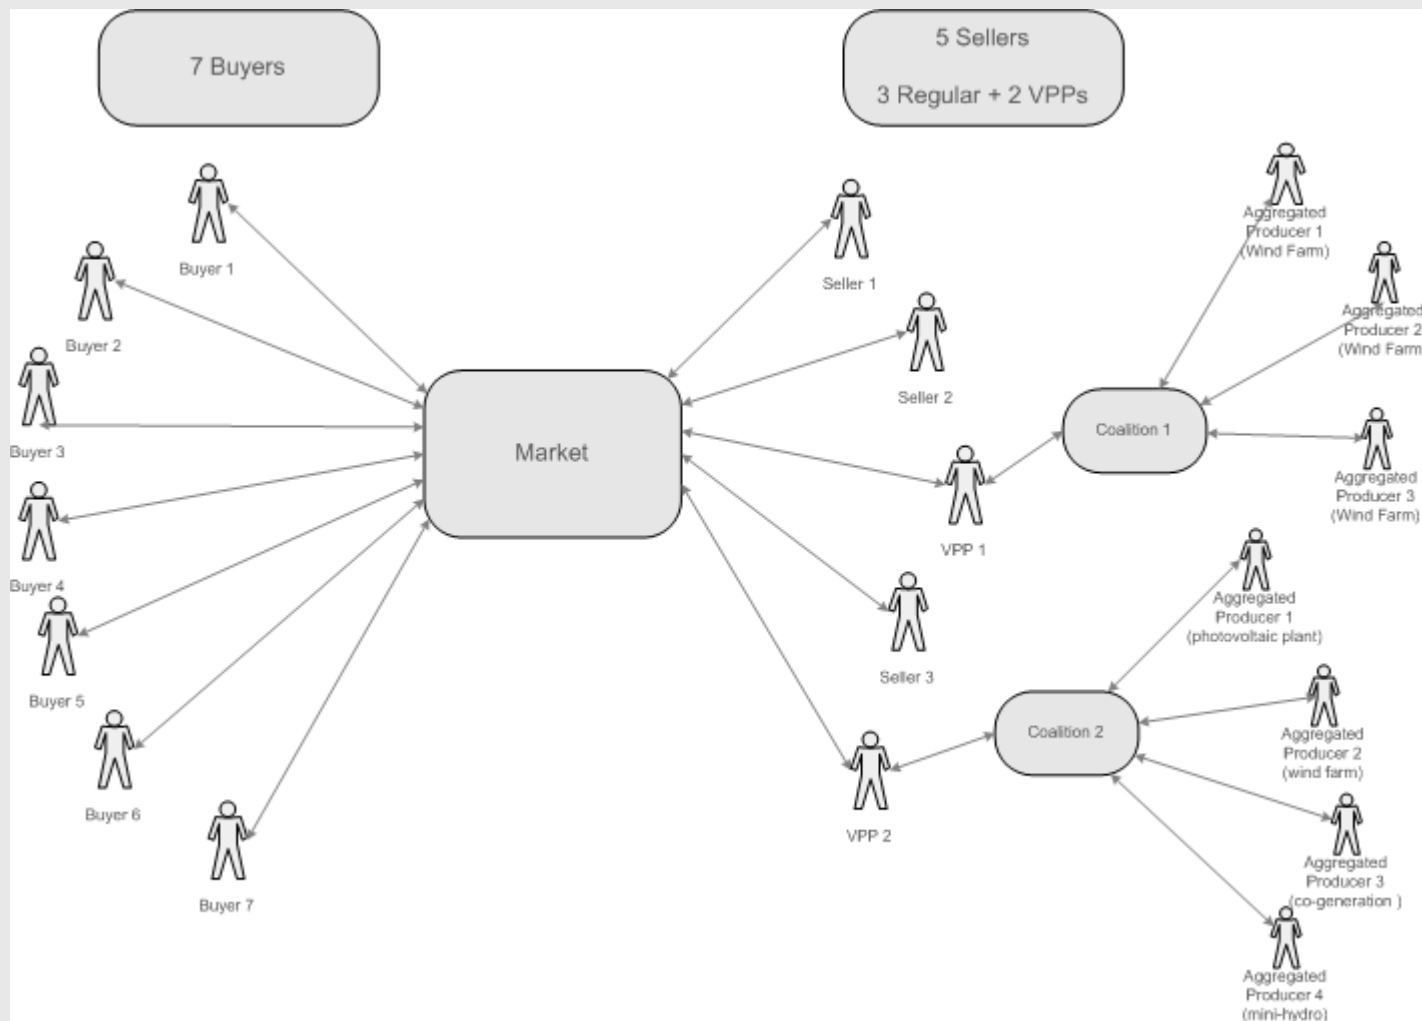 7 Buyers
5 Sellers
3 Regular + 2 VPPs
Buyer 1
Buyer 2
Buyer 3
Buyer 4
Buyer 5
Buyer 6
Buyer 7
Market
Seller 1
Seller 2
VPP 1
Seller 3
VPP 2
Coalition 1
Aggregated
Producer 1
(Wind Farm)
Aggregated
Producer 2
(Wind Farm
Aggregated
Producer 3
(Wind Farm)
Coalition 2
Aggregated
Producer 1
(photovoltaic plant)
Aggregated
Producer 2
(wind farm)
Aggregated
Producer 3
(co-generation )
Aggregated
Producer 4
(mini-hydro)